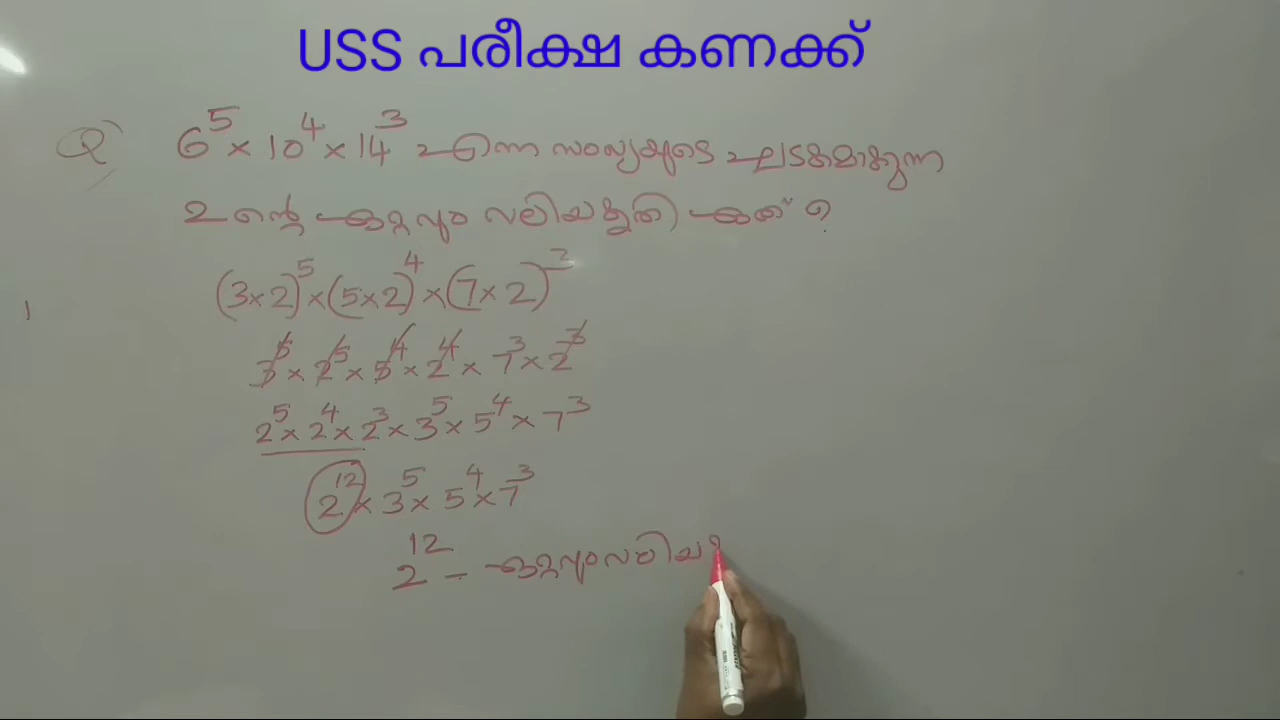 USS പരീക്ഷ കണക്ക്
Q) 6⁵ × 10⁴ × 14³ എന്ന സംഖ്യയുടെ ഘടകമാകുന്ന
2 ന്റെ ഏറ്റവും വലിയ കൃതി ഏത് ?
(3×2)⁵ × (5×2)⁴ × (7×2)³
3⁵ × 2⁵ × 5⁴ × 2⁴ × 7³ × 2³
2⁵ × 2⁴ × 2³ × 3⁵ × 5⁴ × 7³
2¹² × 3⁵ × 5⁴ × 7³
2¹² – ഏറ്റവും വലിയ